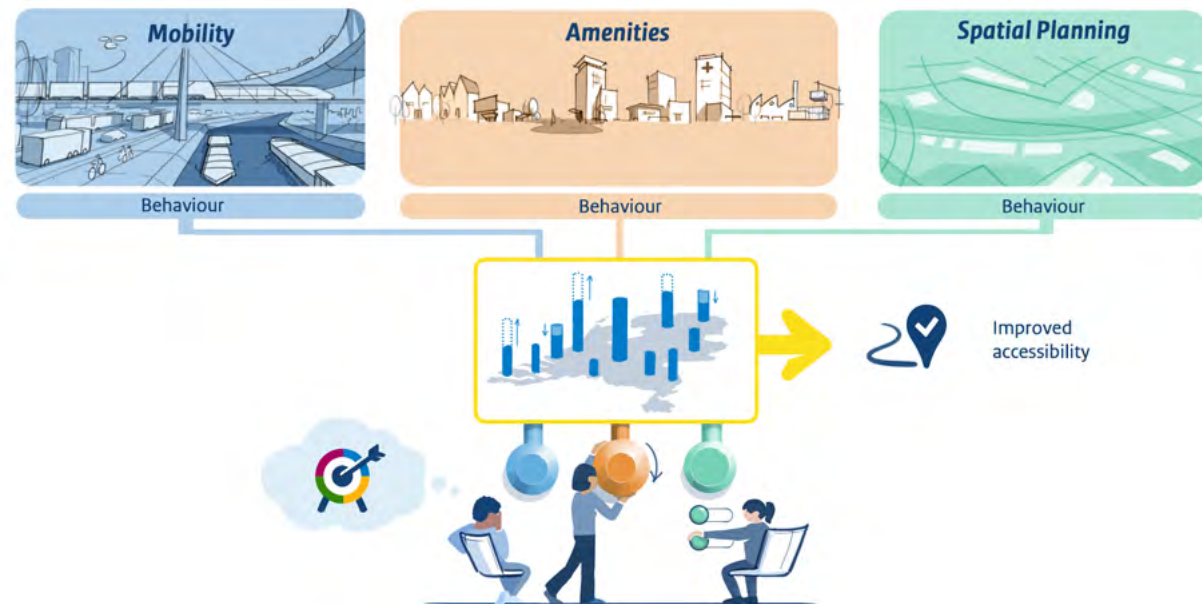 Mobility
Amenities
Spatial Planning
Behaviour
Behaviour
Behaviour
Improved
accessibility